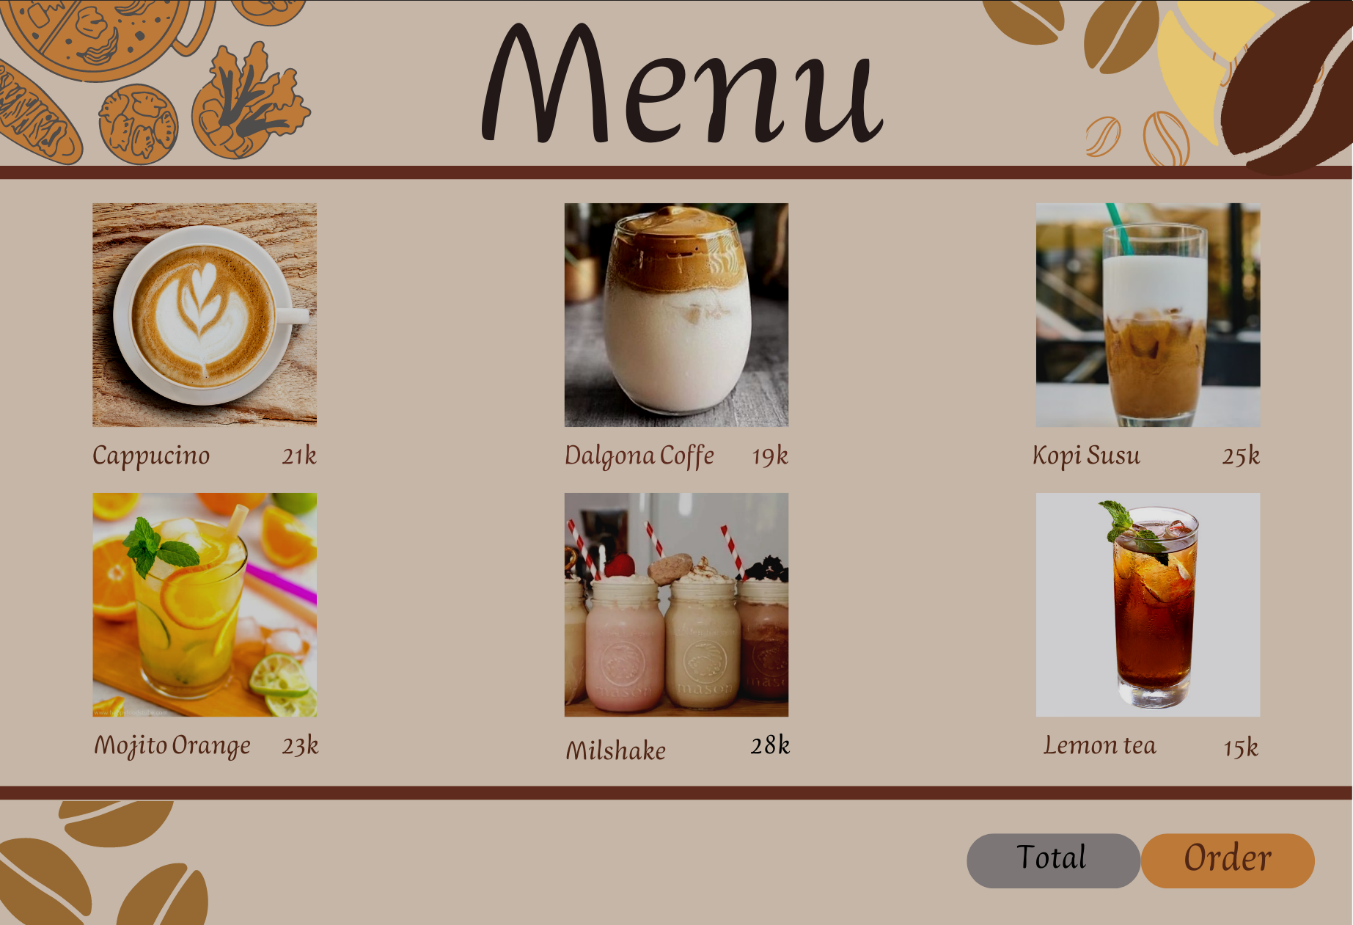 Menu
Cappucino 21k
Dalgona Coffe 19k
Kopi Susu 25k
Mojito Orange 23k
Milshake 28k
Lemon tea 15k
Total
Order